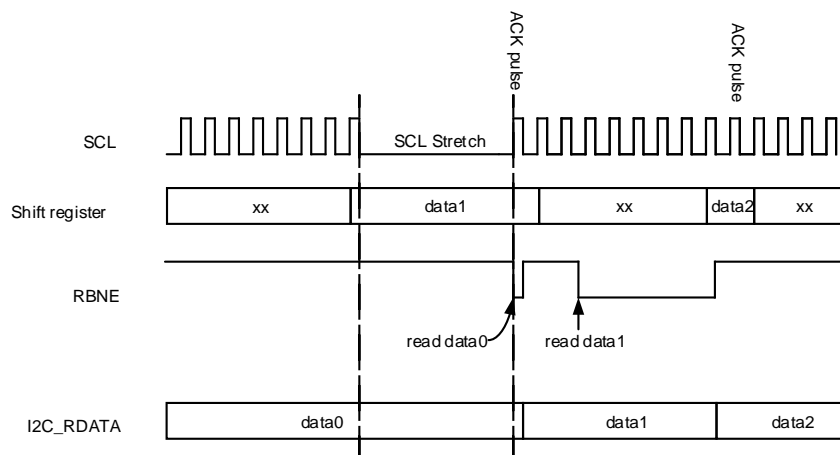 ACK pulse
ACK pulse
SCL
SCL Stretch
Shift register
xx
data1
xx
data2
xx
RBNE
read data0
read data1
I2C_RDATA
data0
data1
data2